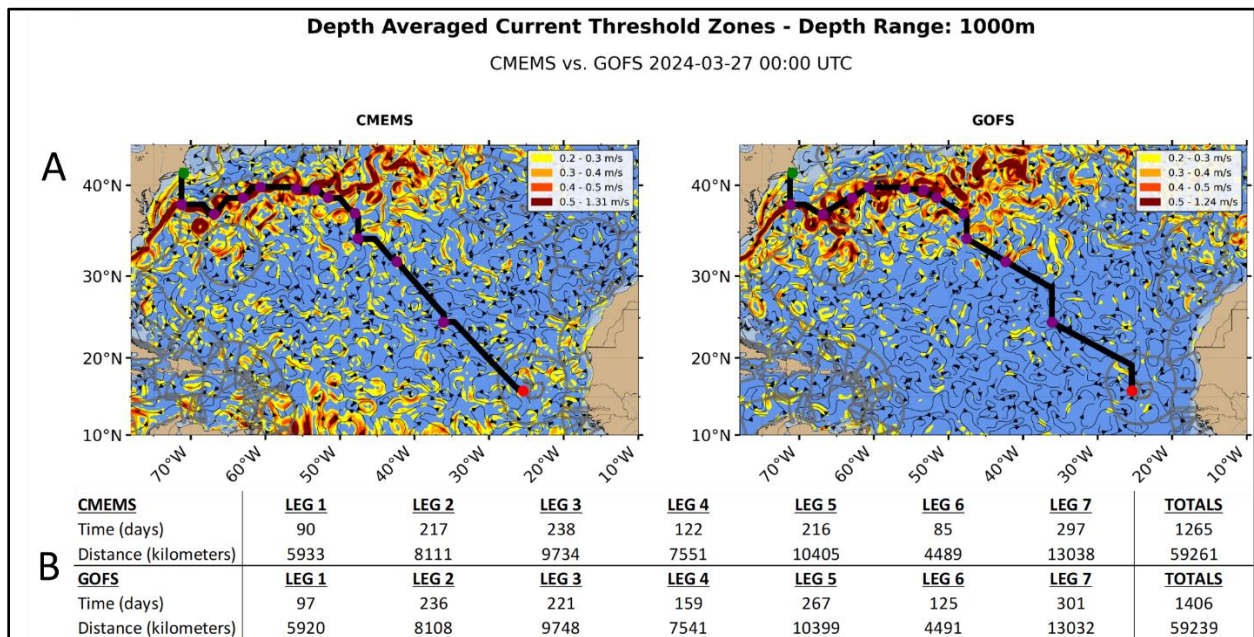 Depth Averaged Current Threshold Zones - Depth Range: 1000m
CMEMS vs. GOFS 2024-03-27 00:00 UTC
CMEMS
GOFS
A
0.2 - 0.3 m/s
0.3 - 0.4 m/s
0.4 - 0.5 m/s
0.5 - 1.31 m/s
0.2 - 0.3 m/s
0.3 - 0.4 m/s
0.4 - 0.5 m/s
0.5 - 1.24 m/s
40°N
30°N
20°N
10°N
40°N
30°N
20°N
10°N
70°W 60°W 50°W 40°W 30°W 20°W 10°W
70°W 60°W 50°W 40°W 30°W 20°W 10°W
B
CMEMS LEG 1 LEG 2 LEG 3 LEG 4 LEG 5 LEG 6 LEG 7 TOTALS
Time (days) 90 217 238 122 216 85 297 1265
Distance (kilometers) 5933 8111 9734 7551 10405 4489 13038 59261
GOFS LEG 1 LEG 2 LEG 3 LEG 4 LEG 5 LEG 6 LEG 7 TOTALS
Time (days) 97 236 221 159 267 125 301 1406
Distance (kilometers) 5920 8108 9748 7541 10399 4491 13032 59239